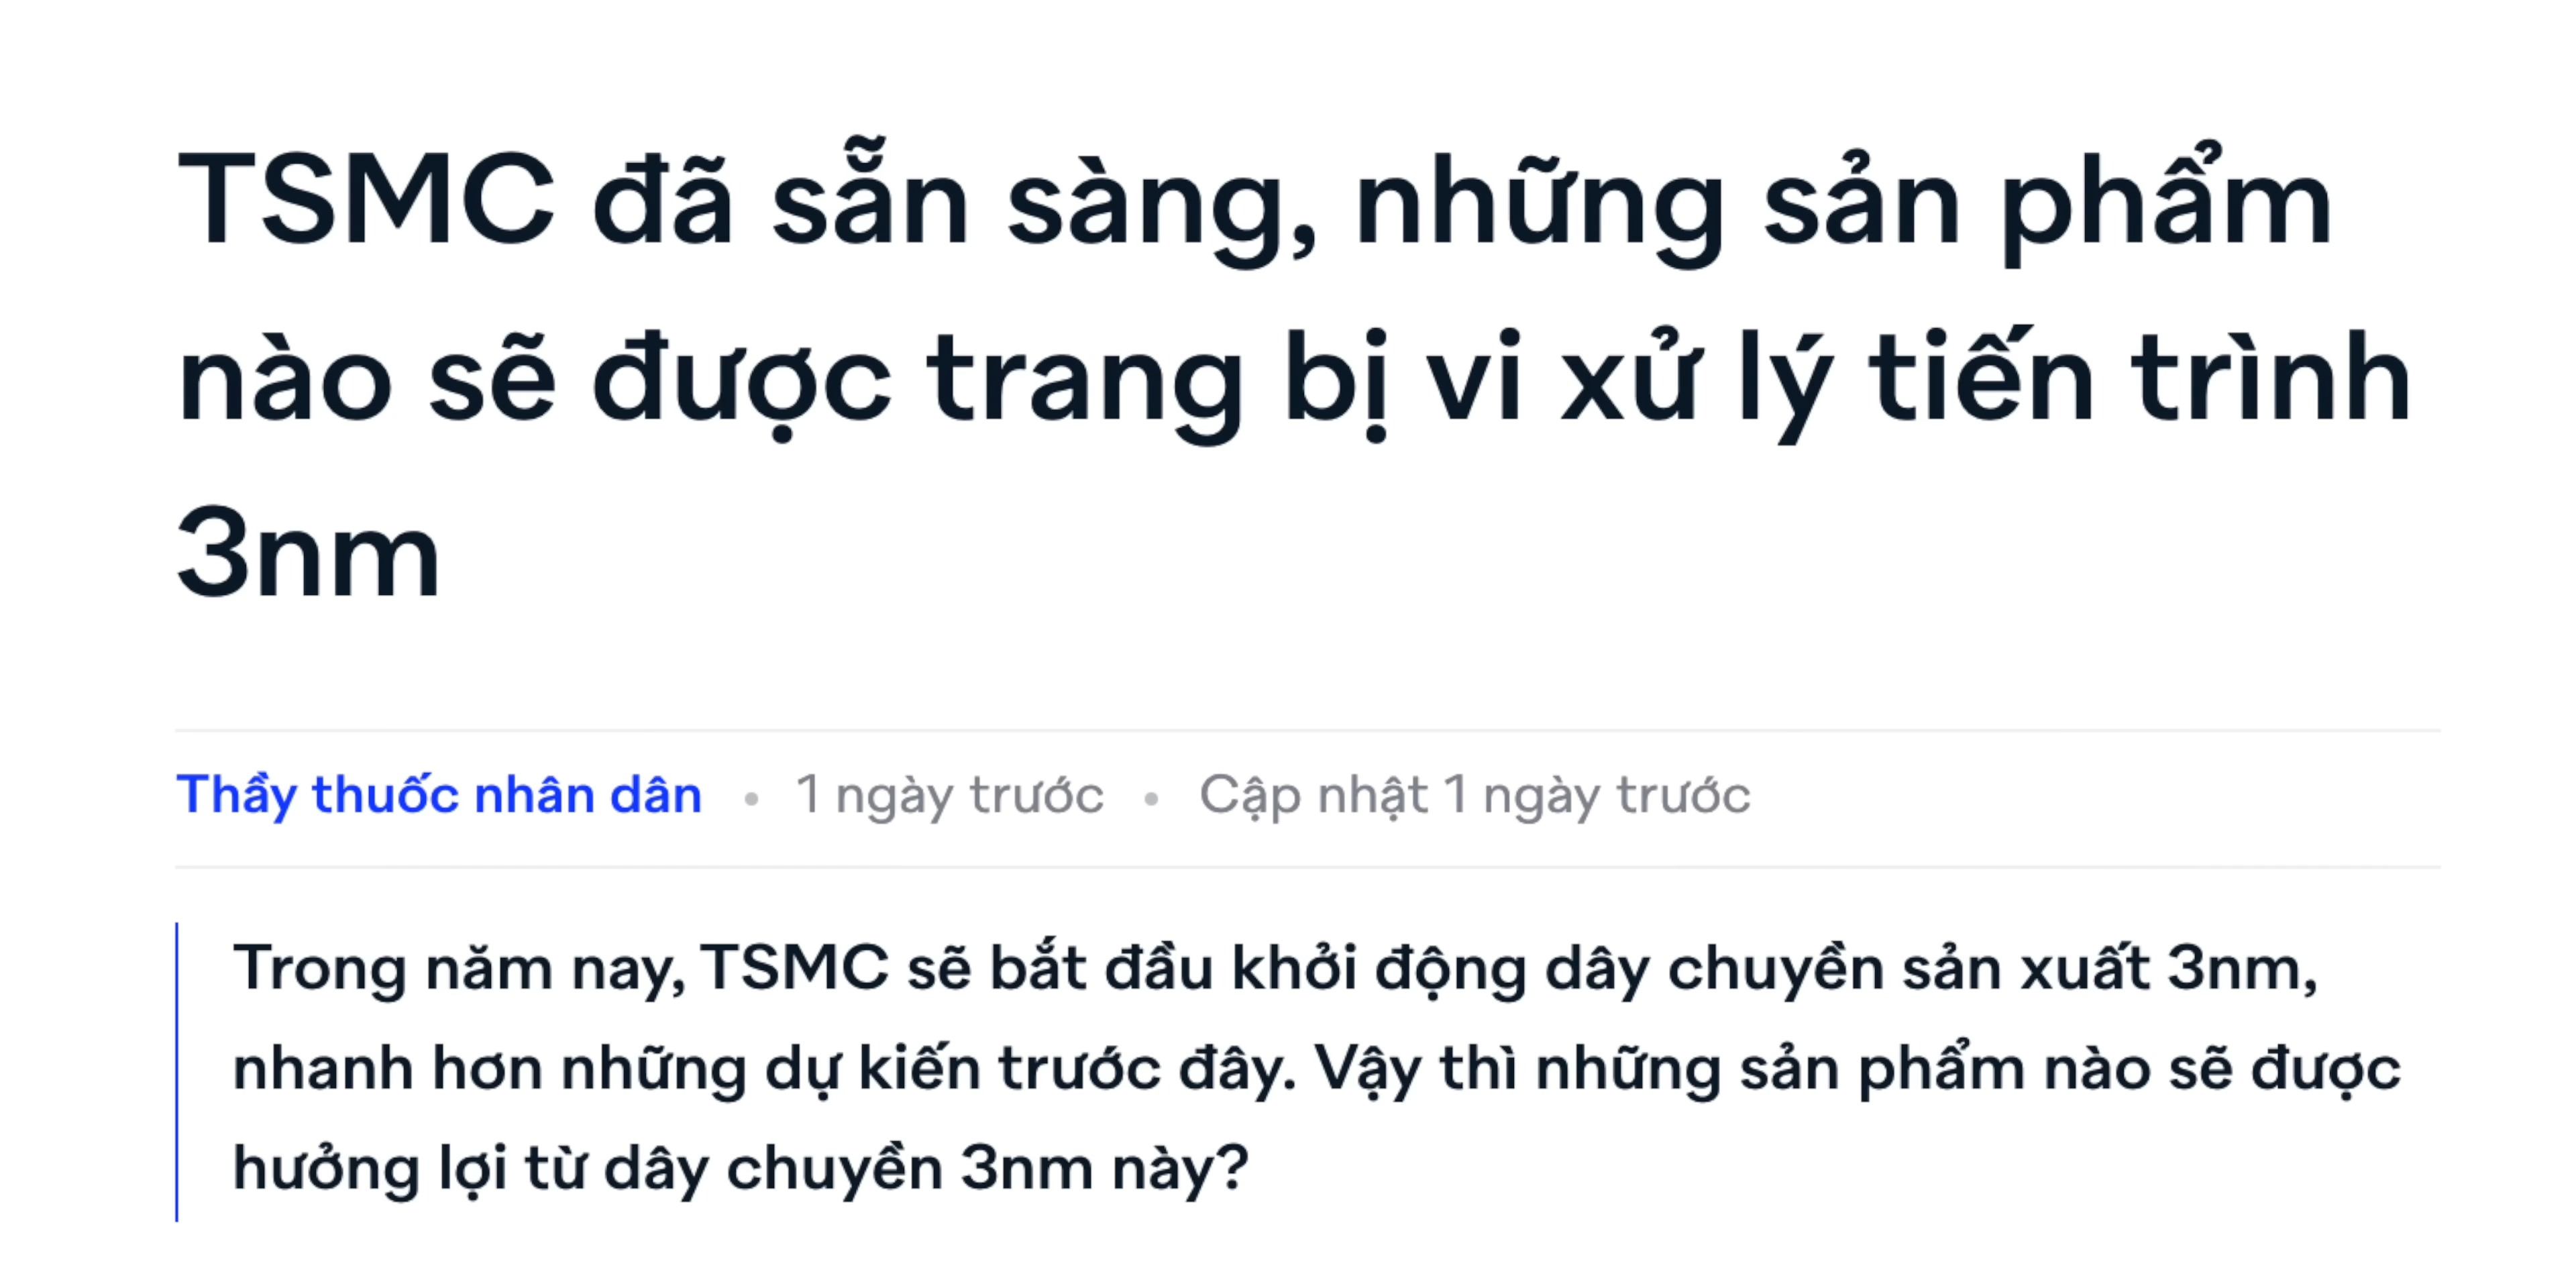 TSMC đã sẵn sàng, những sản phẩm
nào sẽ được trang bị vi xử lý tiến trình
3nm
Thầy thuốc nhân dân • 1 ngày trước • Cập nhật 1 ngày trước
Trong năm nay, TSMC sẽ bắt đầu khởi động dây chuyền sản xuất 3nm,
nhanh hơn những dự kiến trước đây. Vậy thì những sản phẩm nào sẽ được
hưởng lợi từ dây chuyền 3nm này?